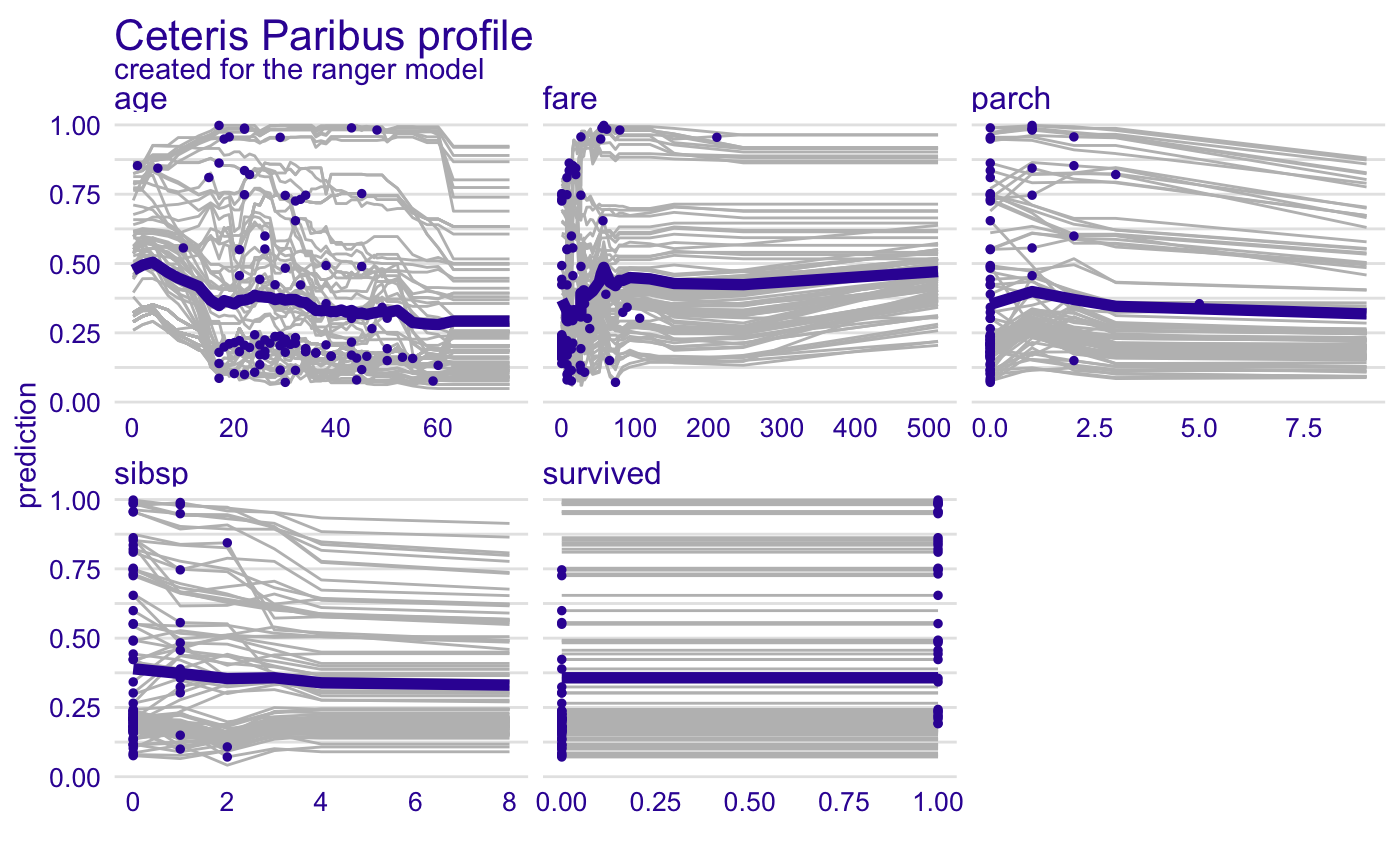 Ceteris Paribus profile
created for the ranger model
age fare parch
1.00
0.75
0.50
0.25
0.00
0 20 40 60 0 100 200 300 400 500 0.0 2.5 5.0 7.5
prediction
sibsp survived
1.00
0.75
0.50
0.25
0.00
0 2 4 6 8 0.00 0.25 0.50 0.75 1.00